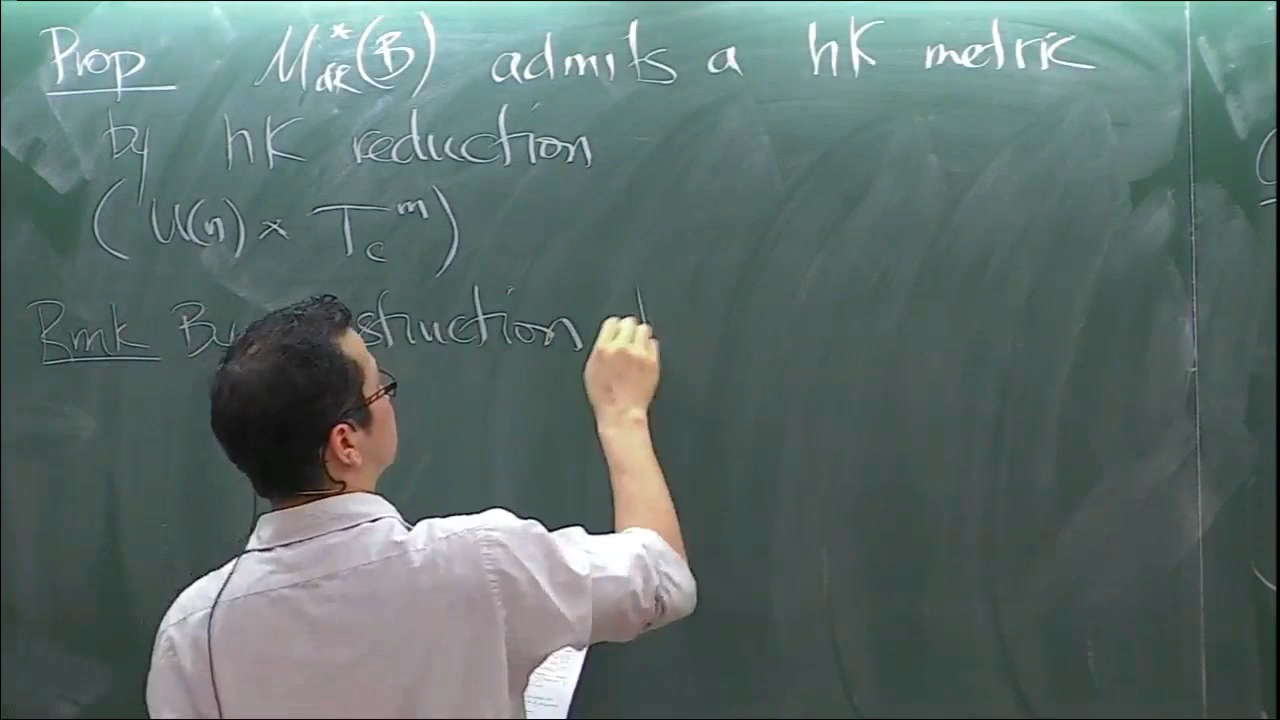 Prop M*dR(B) admits a hK metric
by hK reduction
(U(n) × T_c^m)
Rmk By struction